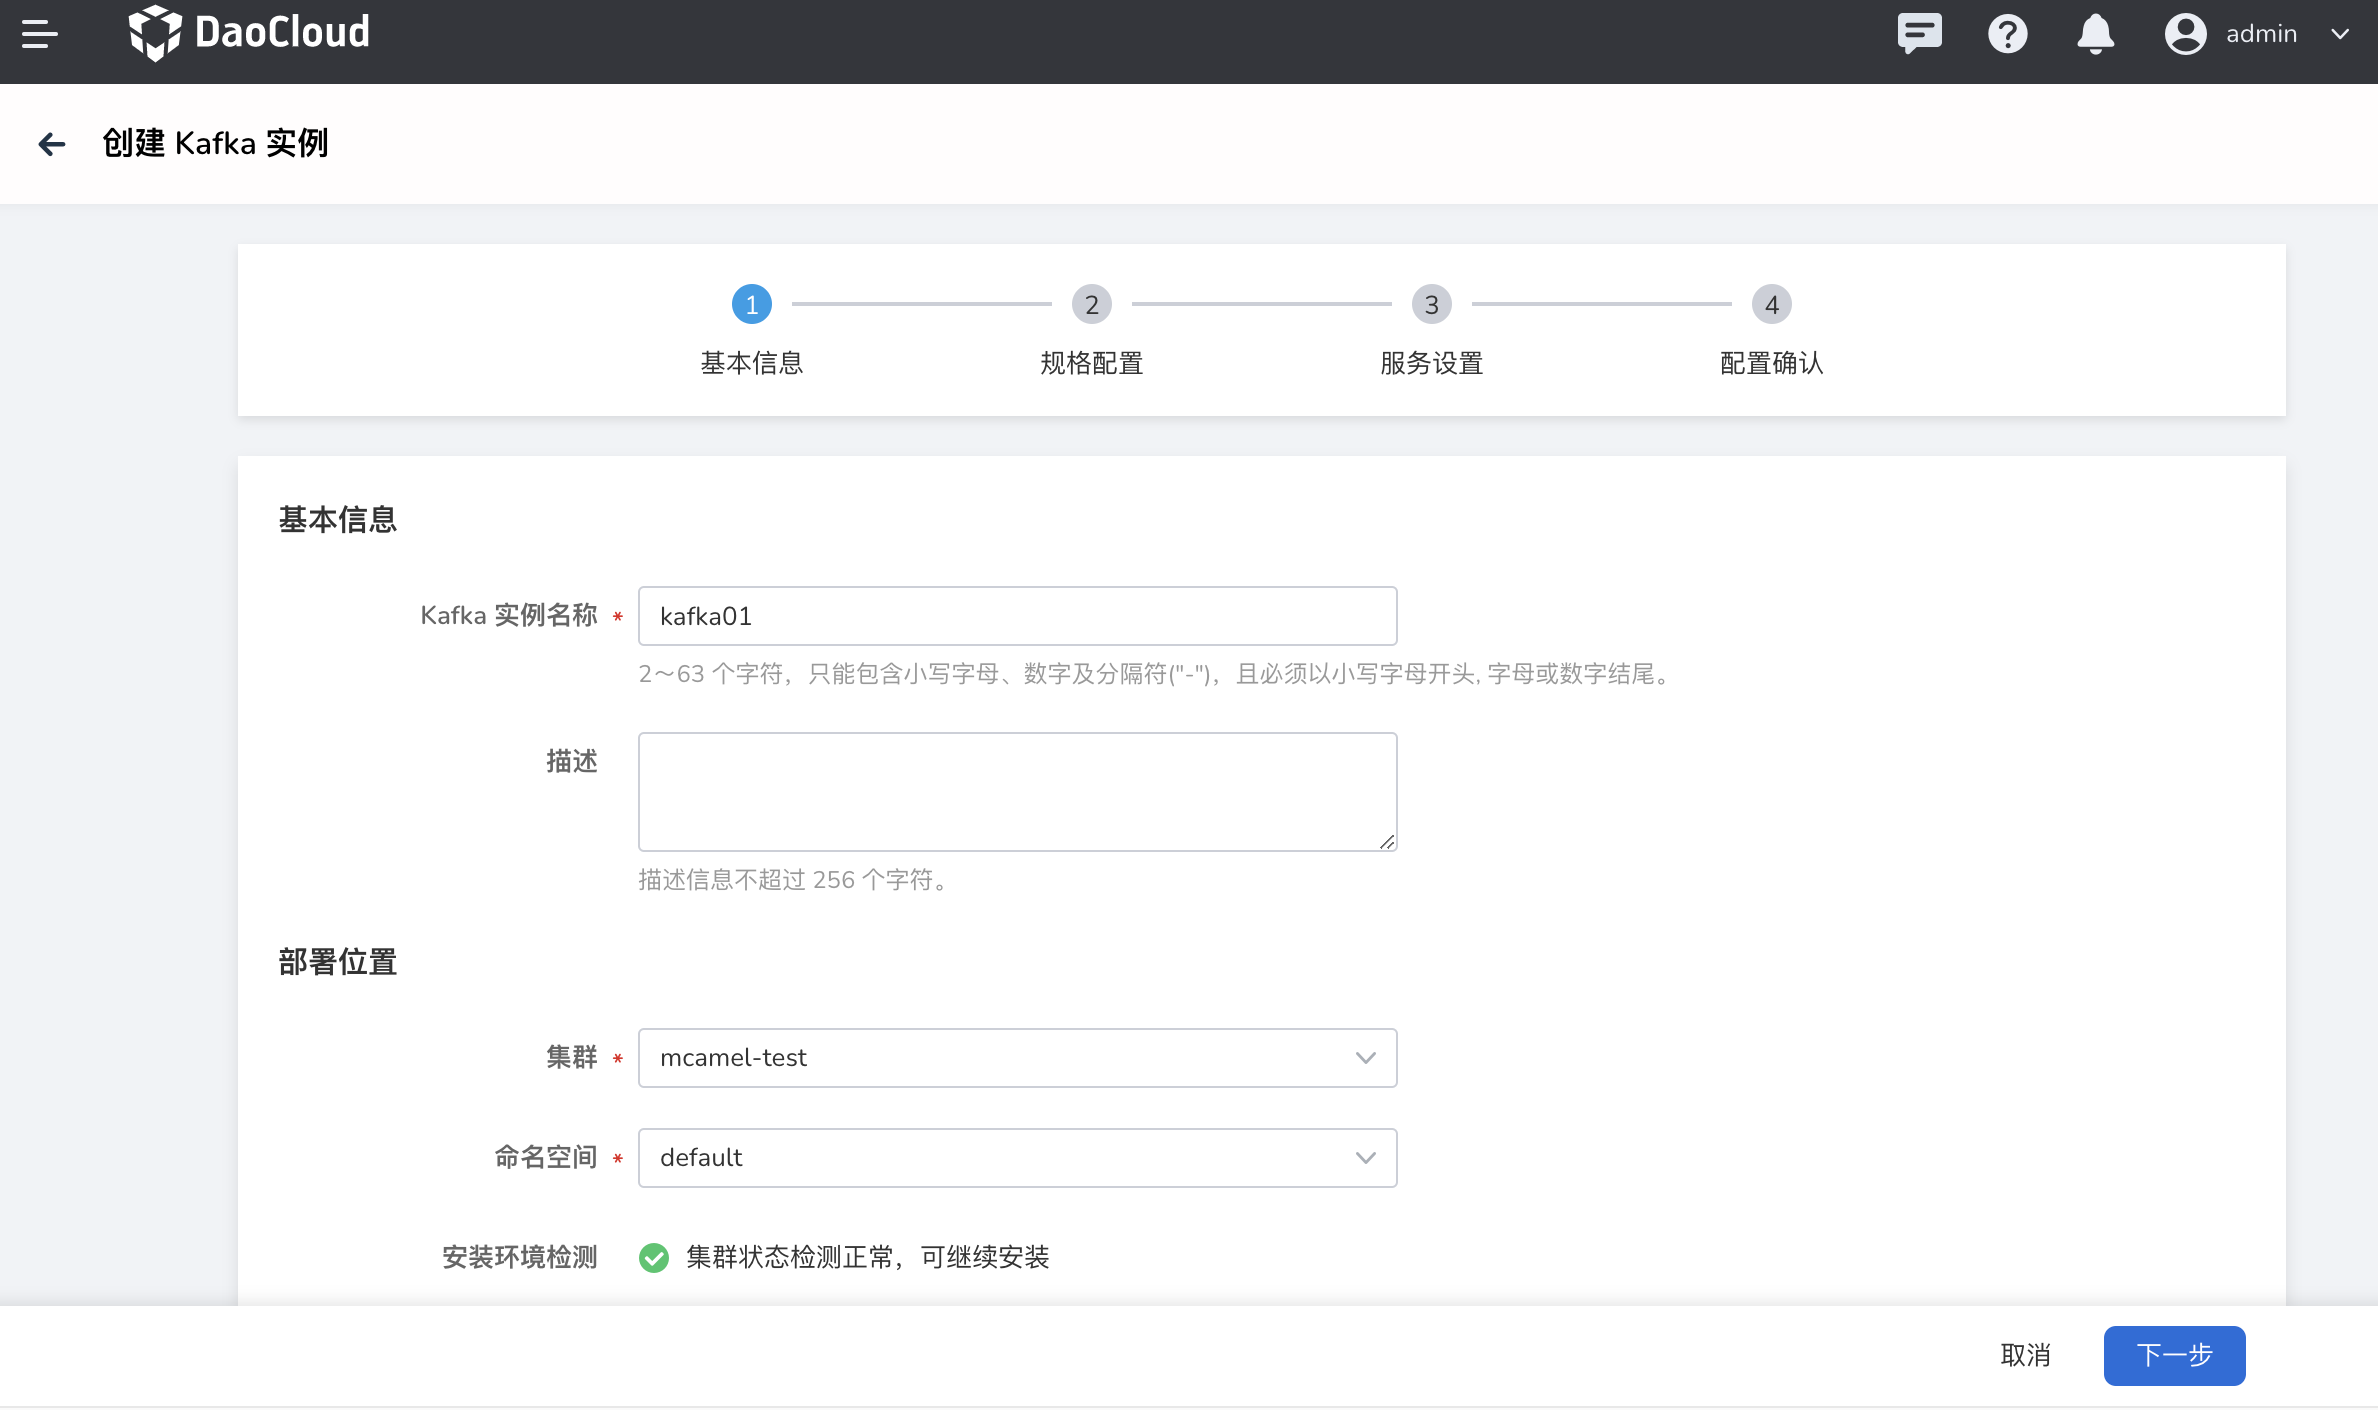 DaoCloud
admin
创建 Kafka 实例
1
2
3
4
基本信息
规格配置
服务设置
配置确认
基本信息
Kafka 实例名称 *
kafka01
2～63 个字符，只能包含小写字母、数字及分隔符("-")，且必须以小写字母开头, 字母或数字结尾。
描述
描述信息不超过 256 个字符。
部署位置
集群 *
mcamel-test
命名空间 *
default
安装环境检测
集群状态检测正常，可继续安装
取消
下一步